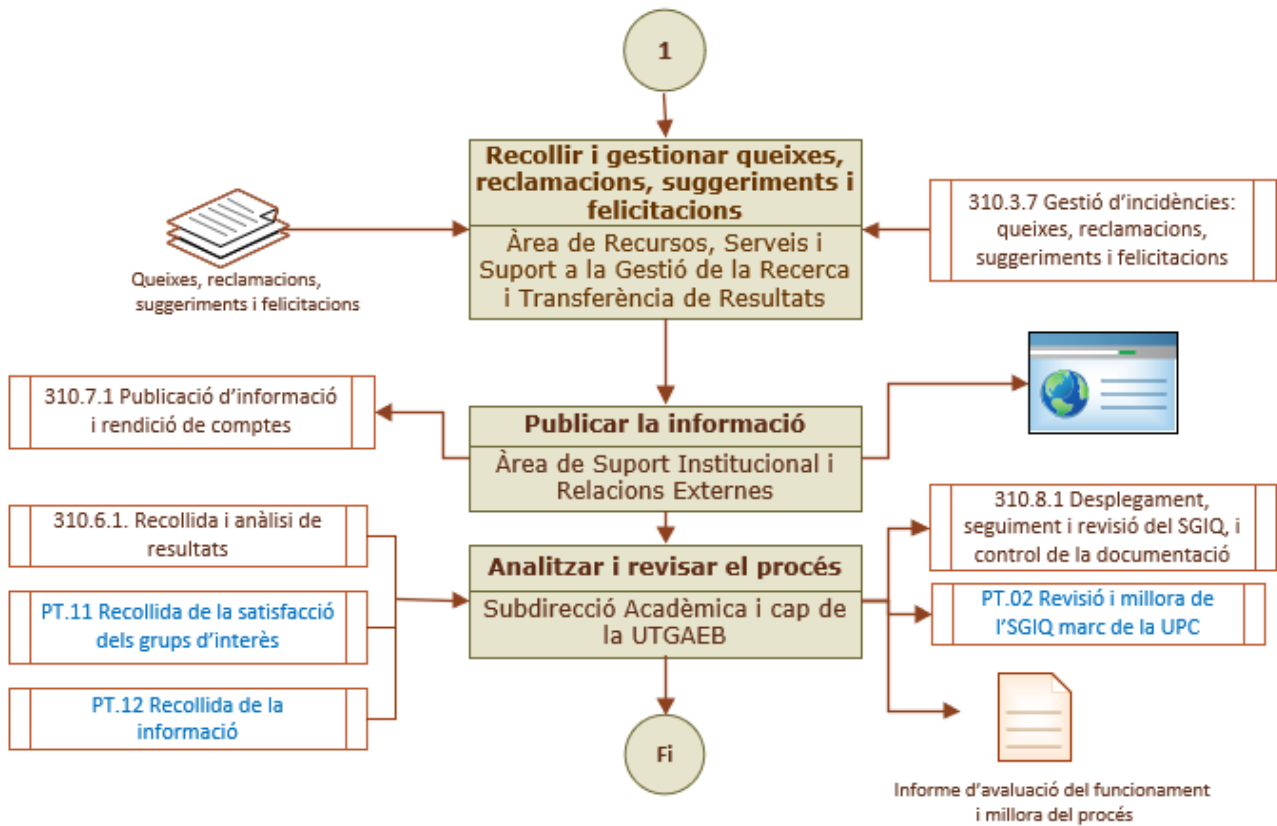 1
Recollir i gestionar queixes,
reclamacions, suggeriments i
felicitacions
Àrea de Recursos, Serveis i
Suport a la Gestió de la Recerca
i Transferència de Resultats
Queixes, reclamacions,
suggeriments i felicitacions
310.3.7 Gestió d’incidències:
queixes, reclamacions,
suggeriments i felicitacions
310.7.1 Publicació d’informació
i rendició de comptes
Publicar la informació
Àrea de Suport Institucional i
Relacions Externes
310.6.1. Recollida i anàlisi de
resultats
PT.11 Recollida de la satisfacció
dels grups d’interès
PT.12 Recollida de la
informació
Analitzar i revisar el procés
Subdirecció Acadèmica i cap de
la UTGAEB
310.8.1 Desplegament,
seguiment i revisió del SGIQ, i
control de la documentació
PT.02 Revisió i millora de
l’SGIQ marc de la UPC
Fi
Informe d’avaluació del funcionament
i millora del procés